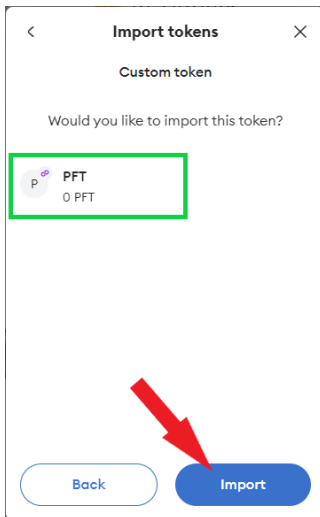 Import tokens
Custom token
Would you like to import this token?
P
PFT
0 PFT
Back
Import